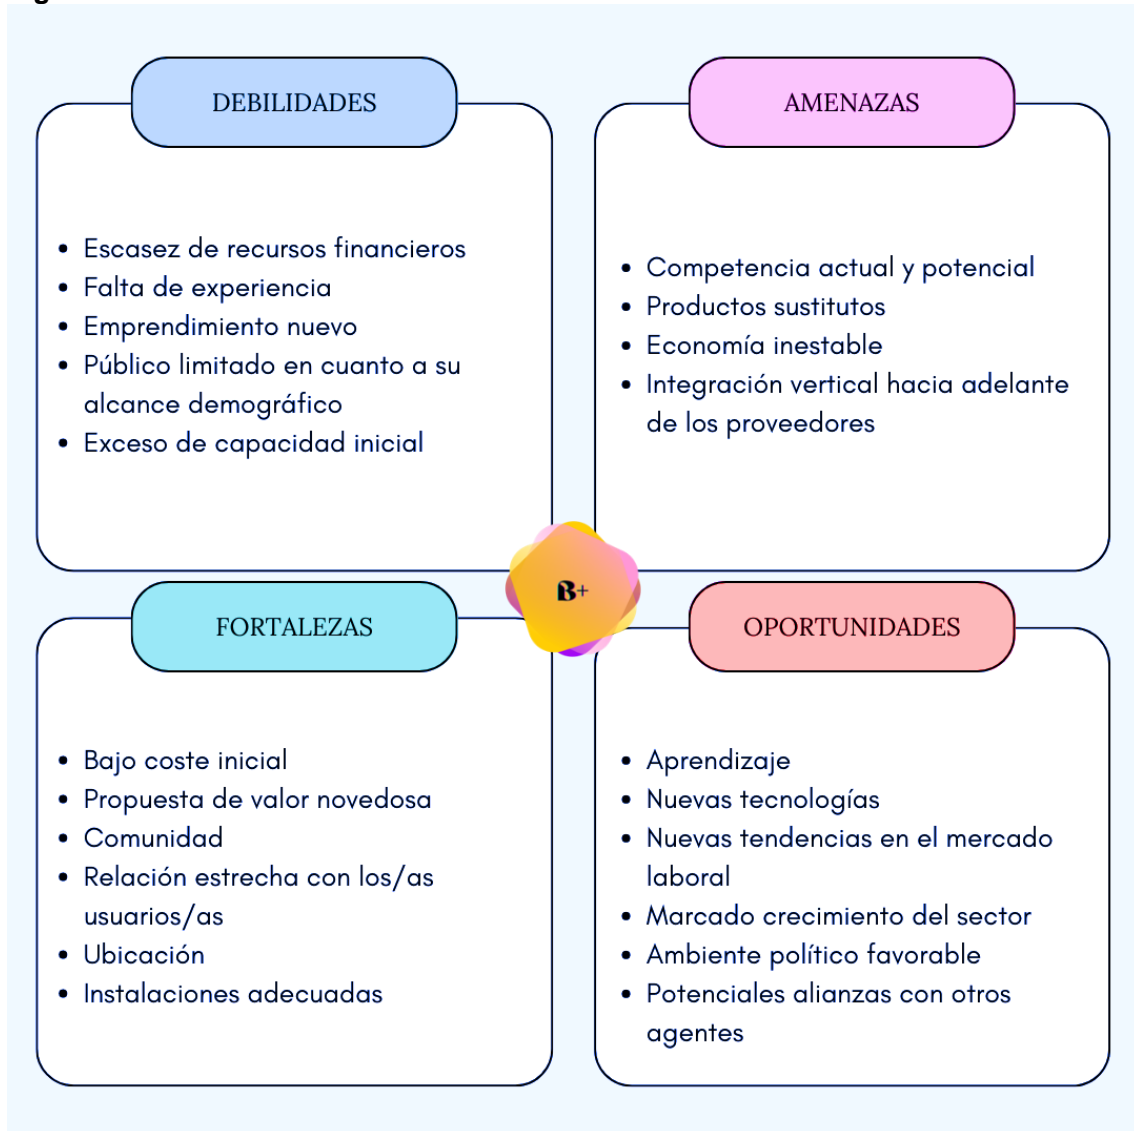 DEBILIDADES
Escasez de recursos financieros
Falta de experiencia
Emprendimiento nuevo
Público limitado en cuanto a su
alcance demográfico
Exceso de capacidad inicial
AMENAZAS
Competencia actual y potencial
Productos sustitutos
Economía inestable
Integración vertical hacia adelante
de los proveedores
B+
FORTALEZAS
Bajo coste inicial
Propuesta de valor novedosa
Comunidad
Relación estrecha con los/as
usuarios/as
Ubicación
Instalaciones adecuadas
OPORTUNIDADES
Aprendizaje
Nuevas tecnologías
Nuevas tendencias en el mercado
laboral
Marcado crecimiento del sector
Ambiente político favorable
Potenciales alianzas con otros
agentes